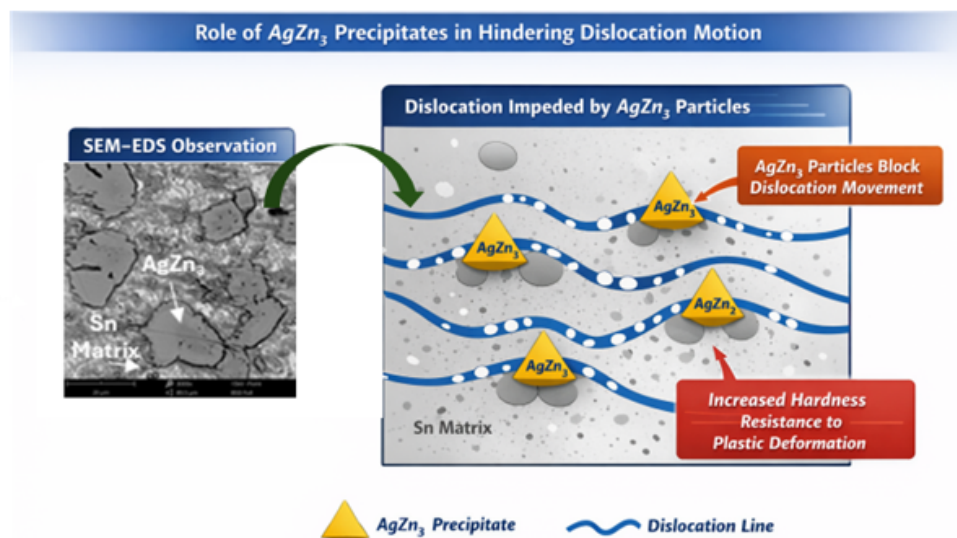 Role of AgZn₃ Precipitates in Hindering Dislocation Motion
SEM–EDS Observation
AgZn₃
Sn
Matrix
Dislocation Impeded by AgZn₃ Particles
AgZn₃ Particles Block
Dislocation Movement
AgZn₃
AgZn₃
AgZn₂
AgZn₃
Increased Hardness
Resistance to
Plastic Deformation
Sn Matrix
AgZn₃ Precipitate
Dislocation Line